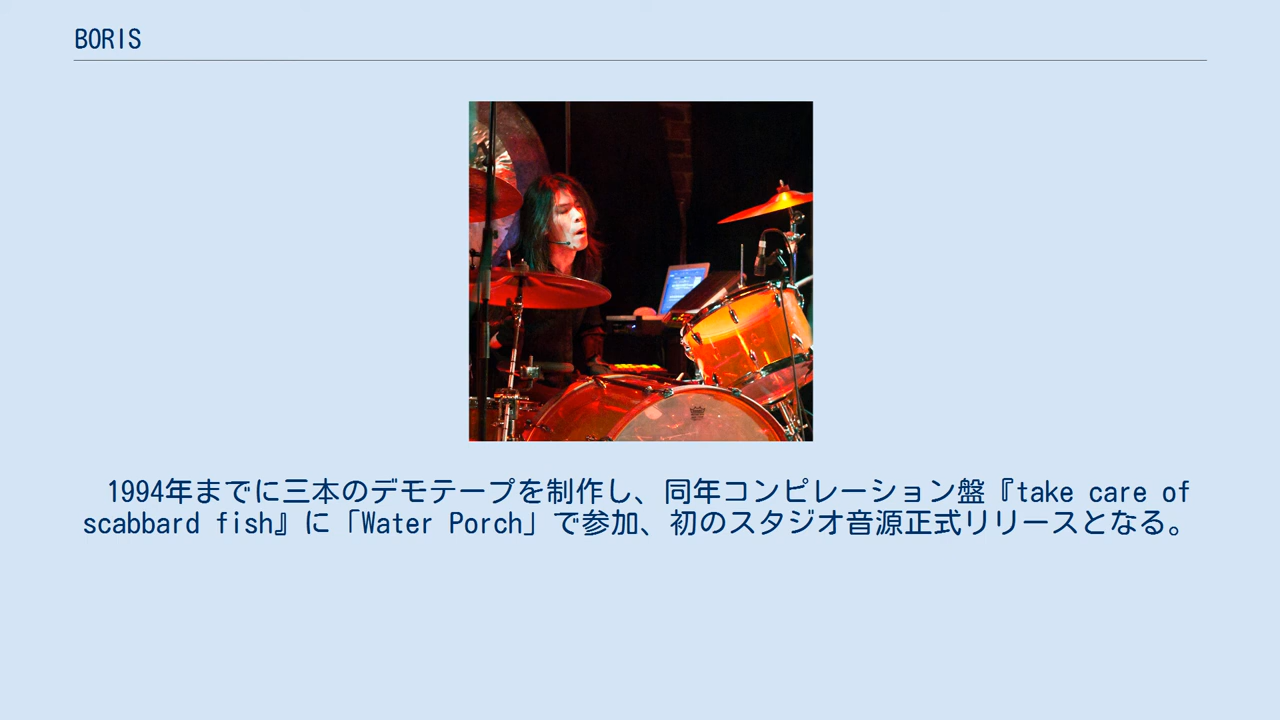 BORIS
1994年までに三本のデモテープを制作し、同年コンピレーション盤『take care of
scabbard fish』に「Water Porch」で参加、初のスタジオ音源正式リリースとなる。